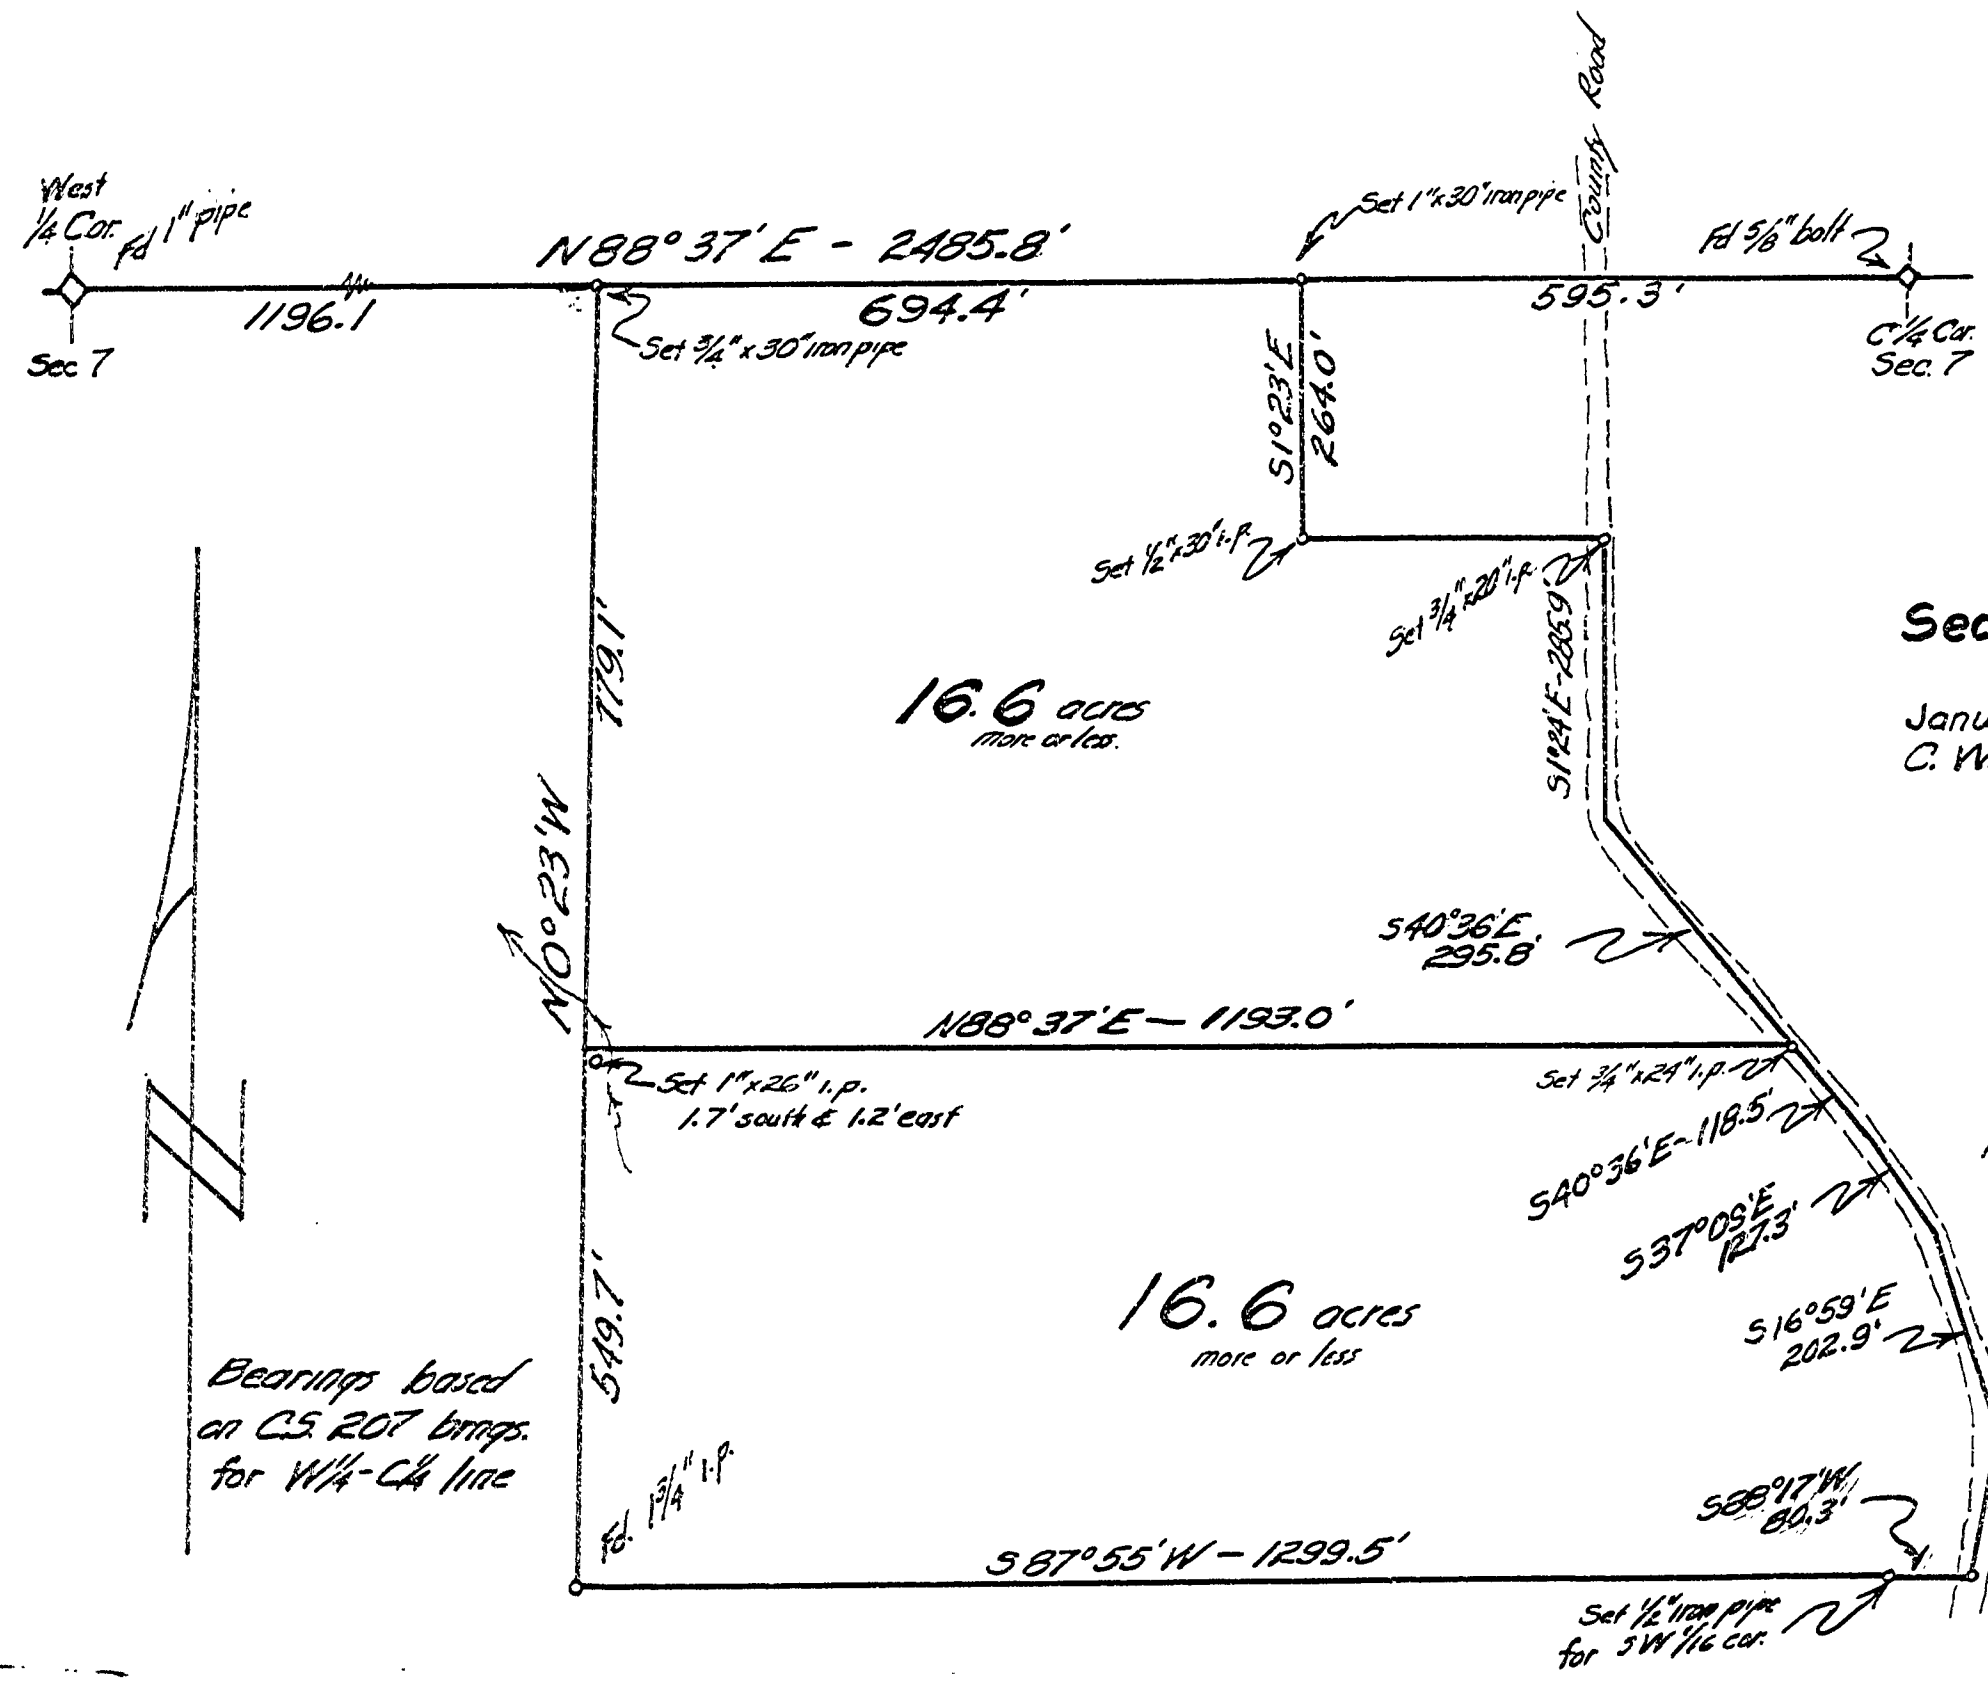 County Road
West
1/4 Cor.
Fd 1" pipe
Sec 7
N88°37'E - 2485.8'
1196.1
694.4'
595.3'
Set 1"x30" iron pipe
Fd 5/8" bolt
C 1/4 Cor.
Sec. 7
Set 3/4" x 30" iron pipe
S1°23'E
264.0'
Set 1/2"x30" i.p.
Set 3/4"x20" i.p.
S1°24'E-285.9'
779.1'
16.6 acres
more or less.
Janu
C. W
N0°23'W
S40°36'E
295.8'
N88°37'E - 1193.0'
Set 1"x26" i.p.
1.7' south & 1.2' east
Set 3/4"x24" i.p.
S40°36'E-118.5'
S37°05'E
127.3'
S16°59'E
202.9'
549.7'
16.6 acres
more or less
Bearings based
on C.S. 207 brngs.
for W1/4-C1/4 line
N
Fd. 1 3/4" i.p.
S87°55'W - 1299.5'
S88°17'W
Set 1/2" iron pipe
for SW 1/16 cor.